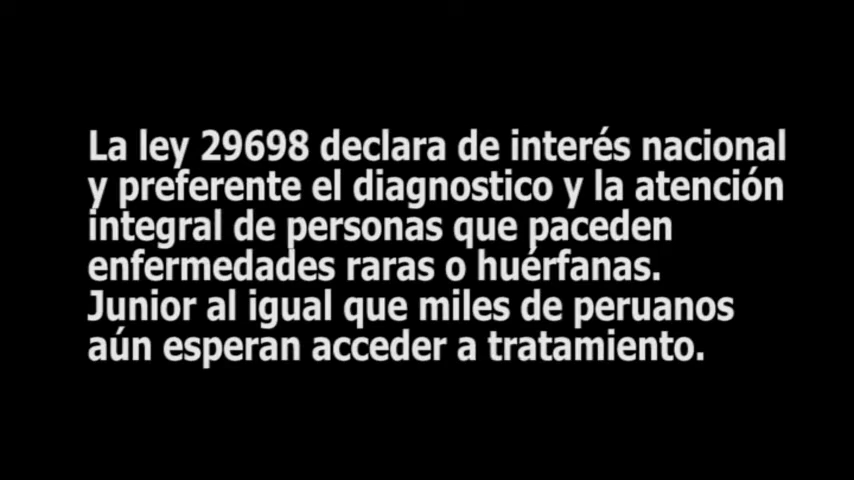 La ley 29698 declara de interés nacional
y preferente el diagnostico y la atención
integral de personas que paceden
enfermedades raras o huérfanas.
Junior al igual que miles de peruanos
aún esperan acceder a tratamiento.